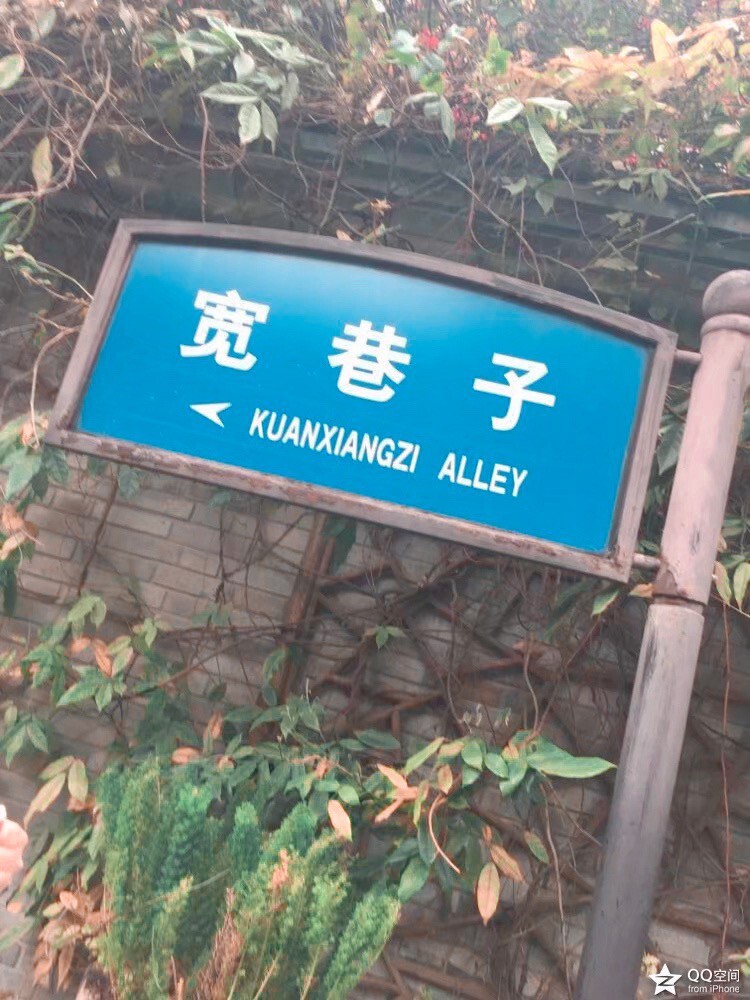 宽巷子
KUANXIANGZI ALLEY
QQ空间
from iPhone